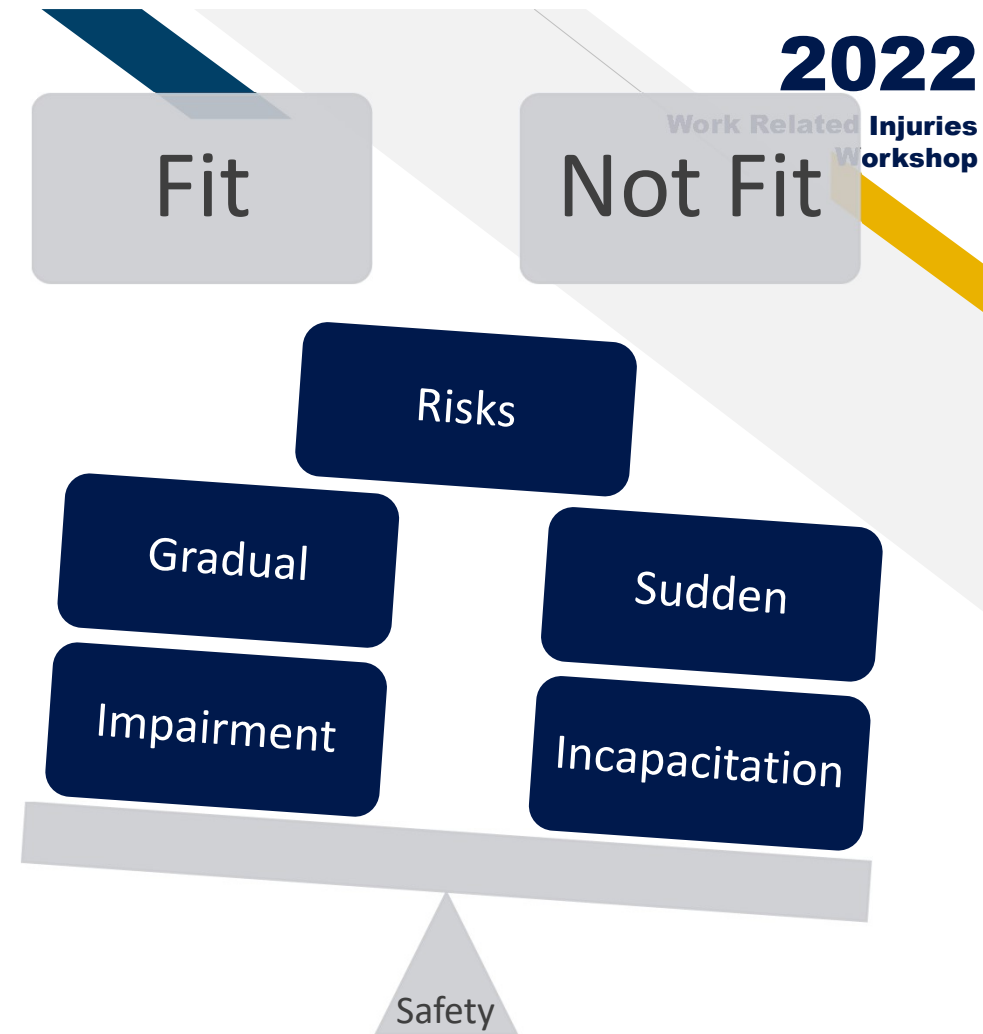 2022
Work Related Injuries
Workshop
Fit
Not Fit
Risks
Gradual
Sudden
Impairment
Incapacitation
Safety